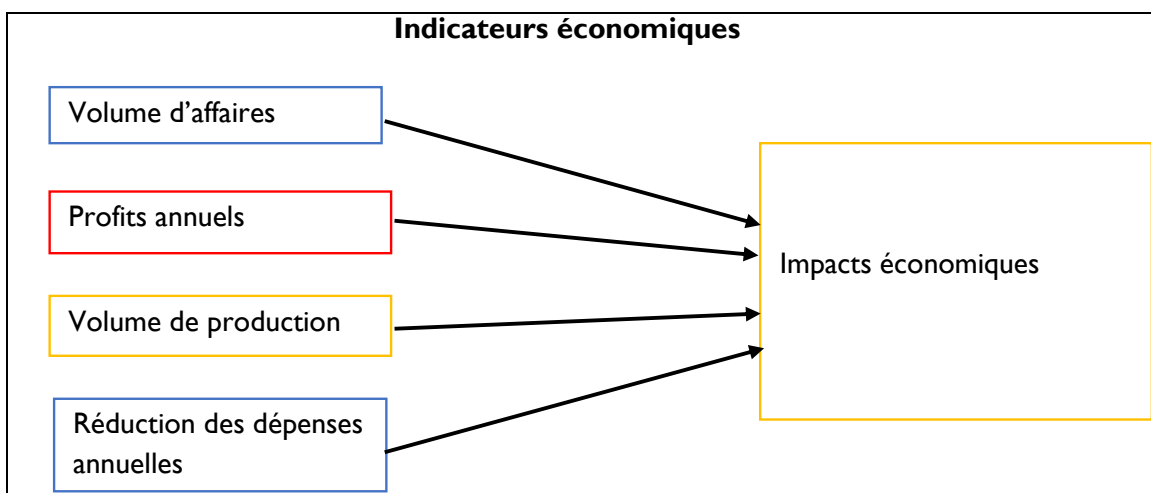 Indicateurs économiques
Volume d’affaires
Profits annuels
Volume de production
Réduction des dépenses
annuelles
Impacts économiques